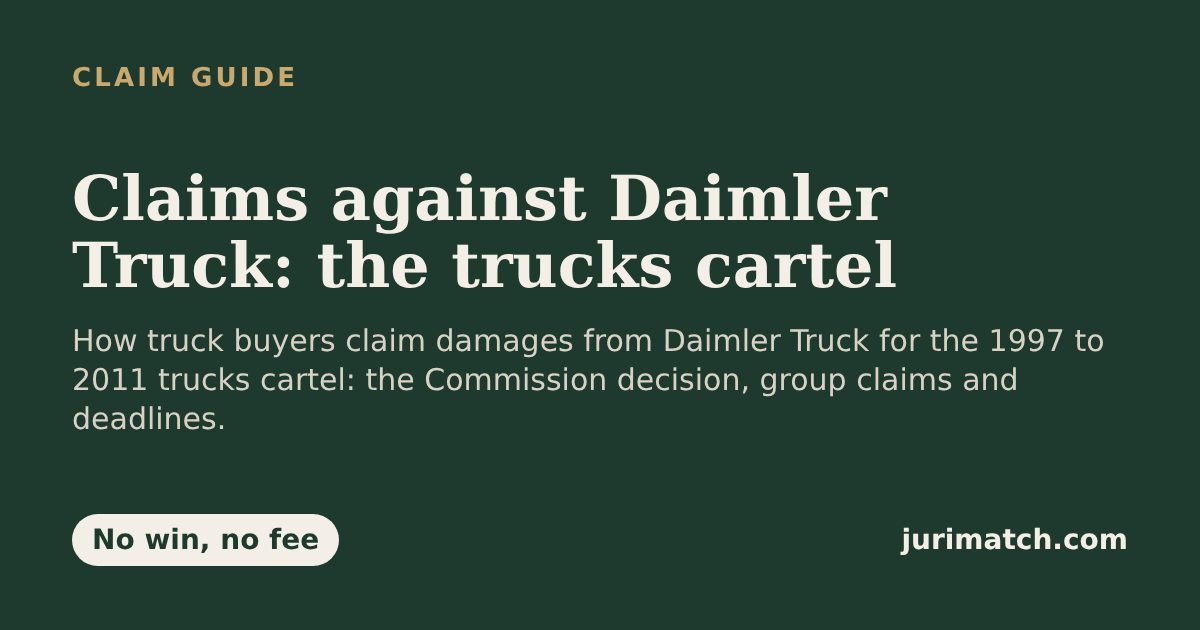 CLAIM GUIDE
Claims against Daimler
Truck: the trucks cartel
How truck buyers claim damages from Daimler Truck for the 1997 to
2011 trucks cartel: the Commission decision, group claims and
deadlines.
No win, no fee
jurimatch.com